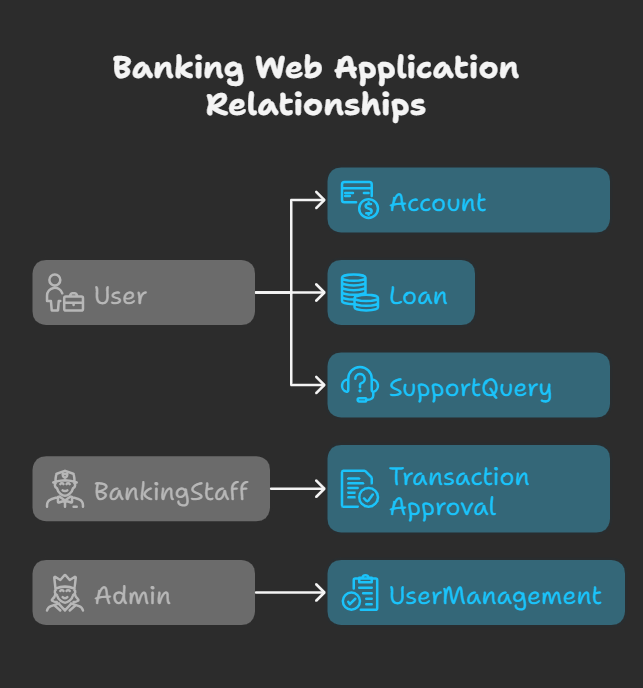 Banking Web Application
Relationships
Account
User
Loan
SupportQuery
BankingStaff
Transaction
Approval
Admin
UserManagement